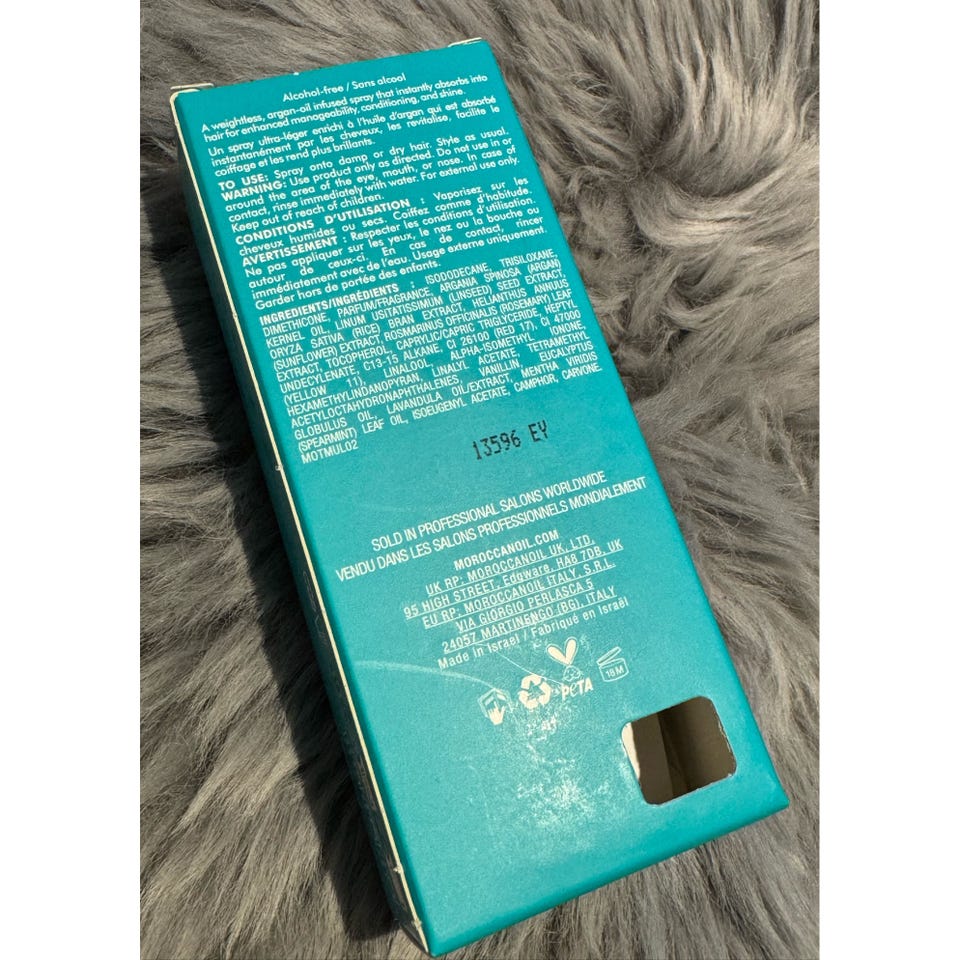 Alcohol-free / Sans alcool
A weightless, argan-oil infused spray that instantly absorbs into
hair for enhanced manageability, conditioning, and shine.
Un spray ultra-léger enrichi à l'huile d'argan qui est absorbé
instantanément par les cheveux, les revitalise, facilite le
coiffage et les rend plus brillants.
TO USE: Spray onto damp or dry hair. Style as usual.
WARNING: Use product only as directed. Do not use in or
around the area of the eye, mouth, or nose. In case of
contact, rinse immediately with water. For external use only.
Keep out of reach of children.
CONDITIONS D'UTILISATION : Vaporisez sur les
cheveux humides ou secs. Coiffez comme d'habitude.
AVERTISSEMENT : Respecter les conditions d'utilisation.
Ne pas appliquer sur les yeux, le nez ou la bouche ou
autour de ceux-ci. En cas de contact, rincer
immédiatement avec de l'eau. Usage externe uniquement.
Garder hors de portée des enfants.
INGREDIENTS/INGRÉDIENTS : ISODODECANE, TRISILOXANE,
DIMETHICONE, PARFUM/FRAGRANCE, ARGANIA SPINOSA (ARGAN)
KERNEL OIL, LINUM USITATISSIMUM (LINSEED) SEED EXTRACT,
ORYZA SATIVA (RICE) BRAN EXTRACT, HELIANTHUS ANNUUS
(SUNFLOWER) EXTRACT, ROSMARINUS OFFICINALIS (ROSEMARY) LEAF
EXTRACT, TOCOPHEROL, CAPRYLIC/CAPRIC TRIGLYCERIDE, HEPTYL
UNDECYLENATE, C13-15 ALKANE, CI 26100 (RED 17), CI 47000
(YELLOW 11), LINALOOL, ALPHA-ISOMETHYL IONONE,
HEXAMETHYLINDANOPYRAN, LINALYL ACETATE, TETRAMETHYL
ACETYLOCTAHYDRONAPHTHALENES, VANILLIN, EUCALYPTUS
GLOBULUS OIL, LAVANDULA OIL/EXTRACT, MENTHA VIRIDIS
(SPEARMINT) LEAF OIL, ISOEUGENYL ACETATE, CAMPHOR, CARVONE.
MOTMUL02
13596 EY
SOLD IN PROFESSIONAL SALONS WORLDWIDE
VENDU DANS LES SALONS PROFESSIONNELS MONDIALEMENT
MOROCCANOIL.COM
UK RP: MOROCCANOIL UK, LTD.
95 HIGH STREET, Edgware, HA8 7DB, UK
EU RP: MOROCCANOIL ITALY, S.R.L.
VIA GIORGIO PERLASCA 5
24057 MARTINENGO (BG), ITALY
Made in Israel / Fabriqué en Israël
PeTA
18M